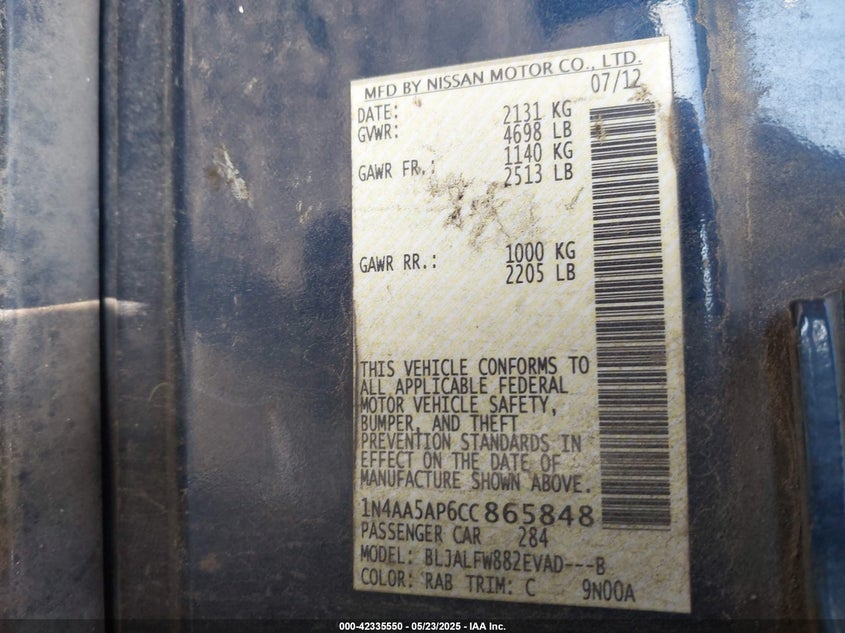 MFD BY NISSAN MOTOR CO., LTD.
DATE: 07/12
GVWR: 2131 KG
4698 LB
GAWR FR.: 1140 KG
2513 LB
GAWR RR.: 1000 KG
2205 LB
THIS VEHICLE CONFORMS TO
ALL APPLICABLE FEDERAL
MOTOR VEHICLE SAFETY,
BUMPER, AND THEFT
PREVENTION STANDARDS IN
EFFECT ON THE DATE OF
MANUFACTURE SHOWN ABOVE.
1N4AA5AP6CC865848
PASSENGER CAR 284
MODEL: BLJALFW882EVAD---B
COLOR: RAB TRIM: C 9N00A
000-42335550 - 05/23/2025 - IAA Inc.